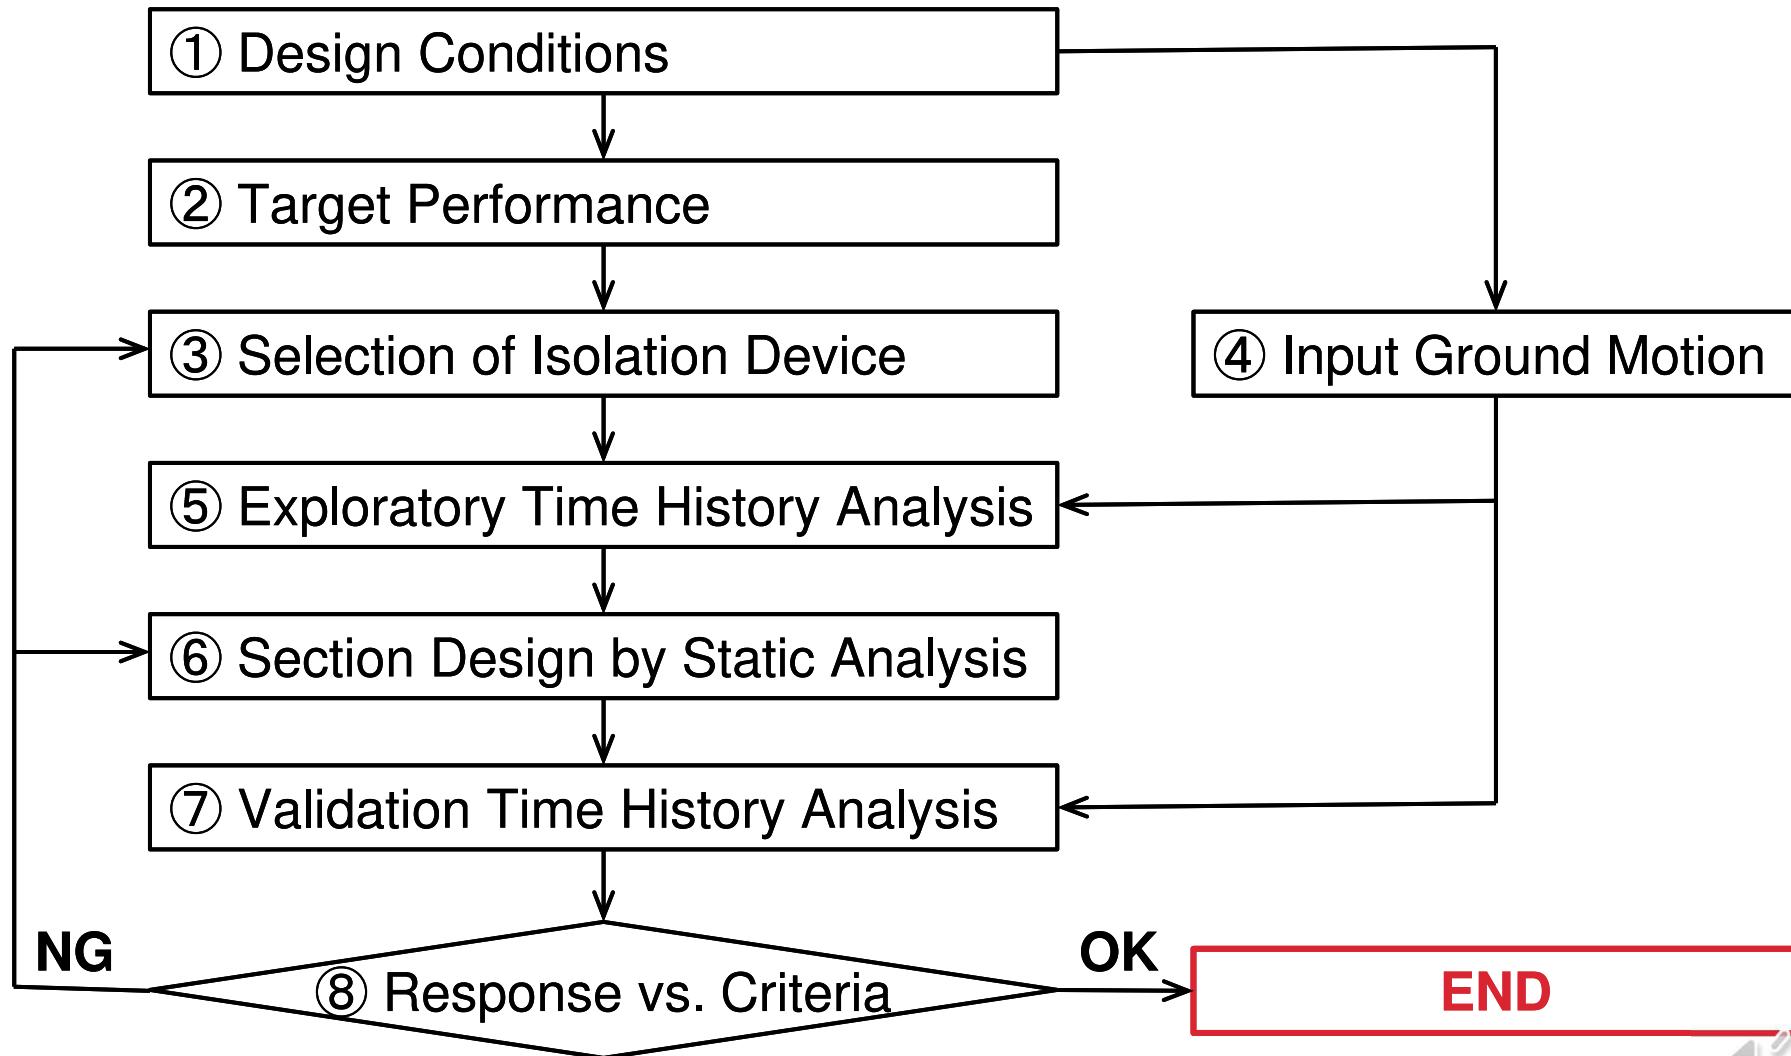 ① Design Conditions
② Target Performance
③ Selection of Isolation Device
④ Input Ground Motion
⑤ Exploratory Time History Analysis
⑥ Section Design by Static Analysis
⑦ Validation Time History Analysis
NG
⑧ Response vs. Criteria
OK
END